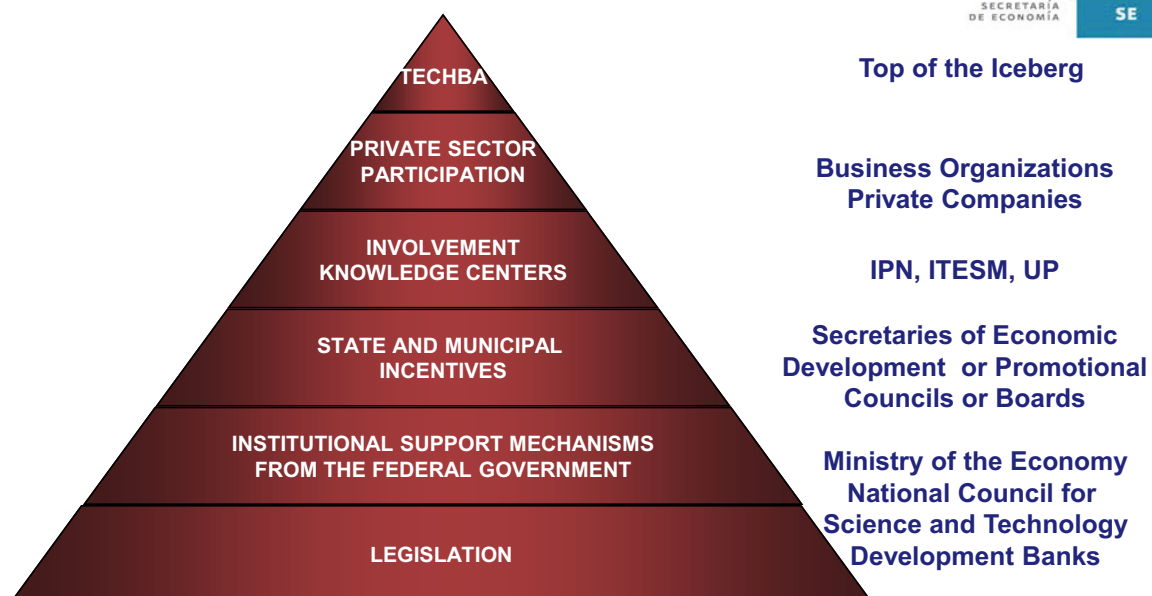 SECRETARÍA
DE ECONOMÍA
SE
TECHBA
Top of the Iceberg
PRIVATE SECTOR
PARTICIPATION
Business Organizations
Private Companies
INVOLVEMENT
KNOWLEDGE CENTERS
IPN, ITESM, UP
STATE AND MUNICIPAL
INCENTIVES
Secretaries of Economic
Development or Promotional
Councils or Boards
INSTITUTIONAL SUPPORT MECHANISMS
FROM THE FEDERAL GOVERNMENT
Ministry of the Economy
National Council for
Science and Technology
Development Banks
LEGISLATION